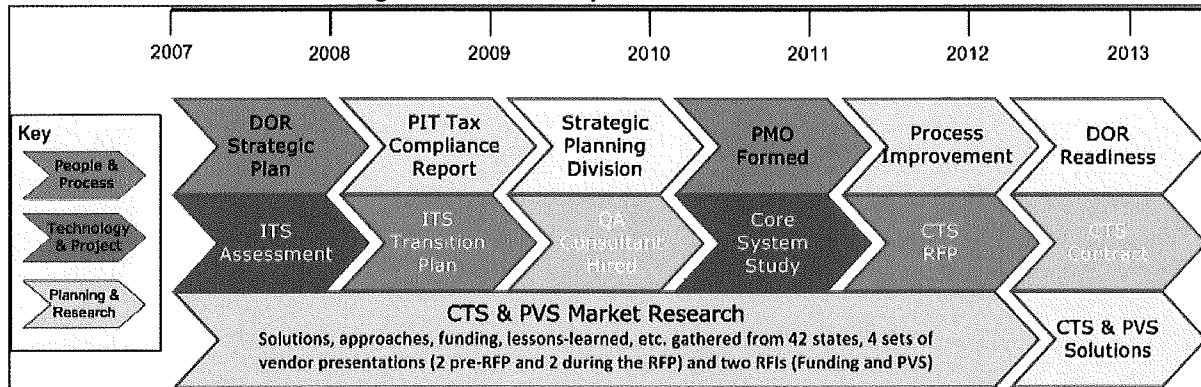 2007 2008 2009 2010 2011 2012 2013
Key
People &
Process
Technology
& Project
Planning &
Research
DOR
Strategic
Plan
PIT Tax
Compliance
Report
Strategic
Planning
Division
PMO
Formed
Process
Improvement
DOR
Readiness
ITS
Assessment
ITS
Transition
Plan
QA
Consultant
Hired
Core
System
Study
CTS
RFP
CTS
Contract
CTS & PVS Market Research
Solutions, approaches, funding, lessons-learned, etc. gathered from 42 states, 4 sets of
vendor presentations (2 pre-RFP and 2 during the RFP) and two RFIs (Funding and PVS)
CTS & PVS
Solutions